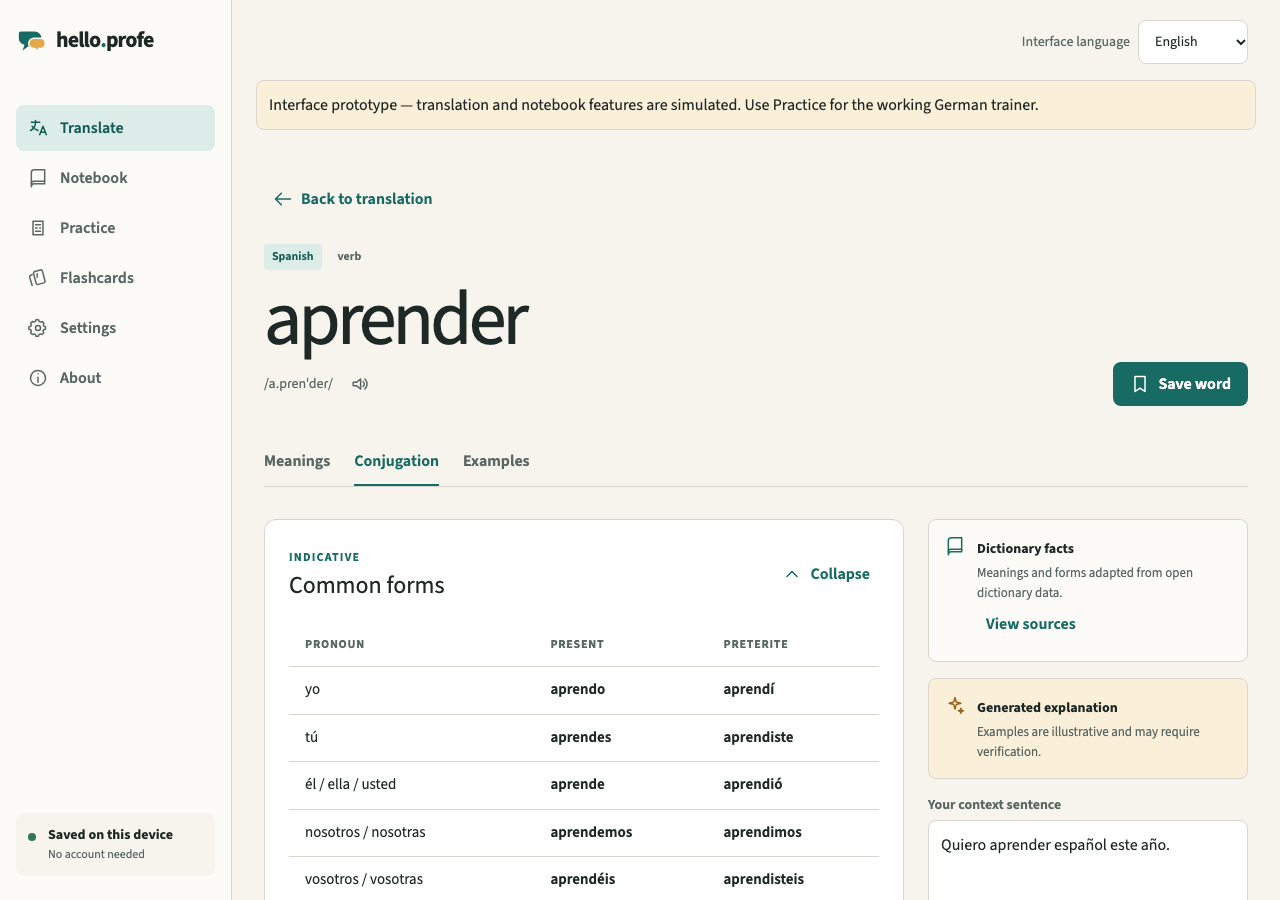 hello.profe
Translate
Notebook
Practice
Flashcards
Settings
About
Saved on this device
No account needed
Interface language
English
Interface prototype — translation and notebook features are simulated. Use Practice for the working German trainer.
Back to translation
Spanish verb
aprender
/a.pren'der/
Save word
Meanings Conjugation Examples
INDICATIVE
Common forms
Collapse
PRONOUN PRESENT PRETERITE
yo aprendo aprendí
tú aprendes aprendiste
él / ella / usted aprende aprendió
nosotros / nosotras aprendemos aprendimos
vosotros / vosotras aprendéis aprendisteis
Dictionary facts
Meanings and forms adapted from open
dictionary data.
View sources
Generated explanation
Examples are illustrative and may require
verification.
Your context sentence
Quiero aprender español este año.